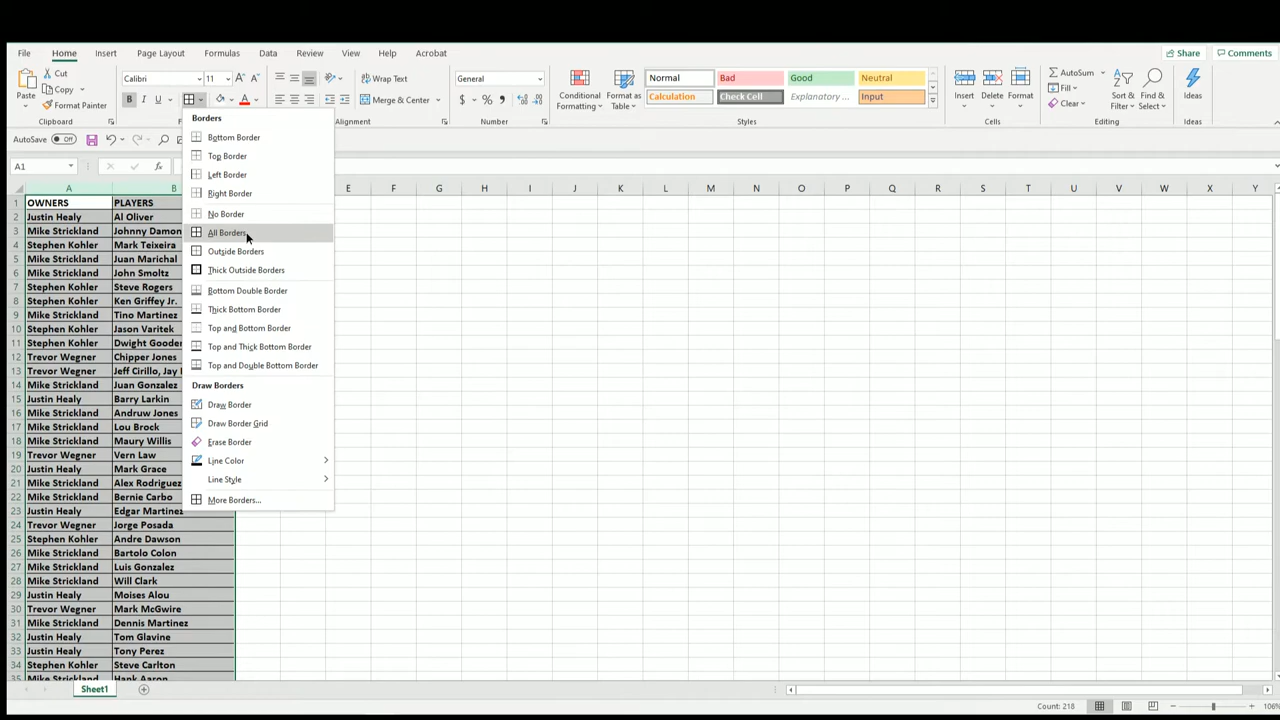 File Home Insert Page Layout Formulas Data Review View Help Acrobat Share Comments
Paste Cut Copy Format Painter
Calibri 11 A A Wrap Text General Conditional Formatting Format as Table Normal Bad Good Neutral Insert Delete Format AutoSum Sort & Filter Find & Select Ideas
B I U A Merge & Center $ % Calculation Check Cell Explanatory ... Input Fill Clear
Clipboard Alignment Number Styles Cells Editing Ideas
AutoSave Off
A1 fx
Borders
Bottom Border
Top Border
Left Border
Right Border
No Border
All Borders
Outside Borders
Thick Outside Borders
Bottom Double Border
Thick Bottom Border
Top and Bottom Border
Top and Thick Bottom Border
Top and Double Bottom Border
Draw Borders
Draw Border
Draw Border Grid
Erase Border
Line Color
Line Style
More Borders...
A B E F G H I J K L M N O P Q R S T U V W X Y
1 OWNERS PLAYERS
2 Justin Healy Al Oliver
3 Mike Strickland Johnny Damon
4 Stephen Kohler Mark Teixeira
5 Mike Strickland Juan Marichal
6 Mike Strickland John Smoltz
7 Stephen Kohler Steve Rogers
8 Stephen Kohler Ken Griffey Jr.
9 Mike Strickland Tino Martinez
10 Stephen Kohler Jason Varitek
11 Stephen Kohler Dwight Gooden
12 Trevor Wegner Chipper Jones
13 Trevor Wegner Jeff Cirillo, Jay
14 Mike Strickland Juan Gonzalez
15 Justin Healy Barry Larkin
16 Mike Strickland Andruw Jones
17 Mike Strickland Lou Brock
18 Mike Strickland Maury Willis
19 Trevor Wegner Vern Law
20 Justin Healy Mark Grace
21 Mike Strickland Alex Rodriguez
22 Mike Strickland Bernie Carbo
23 Justin Healy Edgar Martinez
24 Trevor Wegner Jorge Posada
25 Stephen Kohler Andre Dawson
26 Mike Strickland Bartolo Colon
27 Mike Strickland Luis Gonzalez
28 Mike Strickland Will Clark
29 Justin Healy Moises Alou
30 Trevor Wegner Mark McGwire
31 Mike Strickland Dennis Martinez
32 Justin Healy Tom Glavine
33 Justin Healy Tony Perez
34 Stephen Kohler Steve Carlton
35 Mike Strickland Hank Aaron
Sheet1
Count: 218 106%